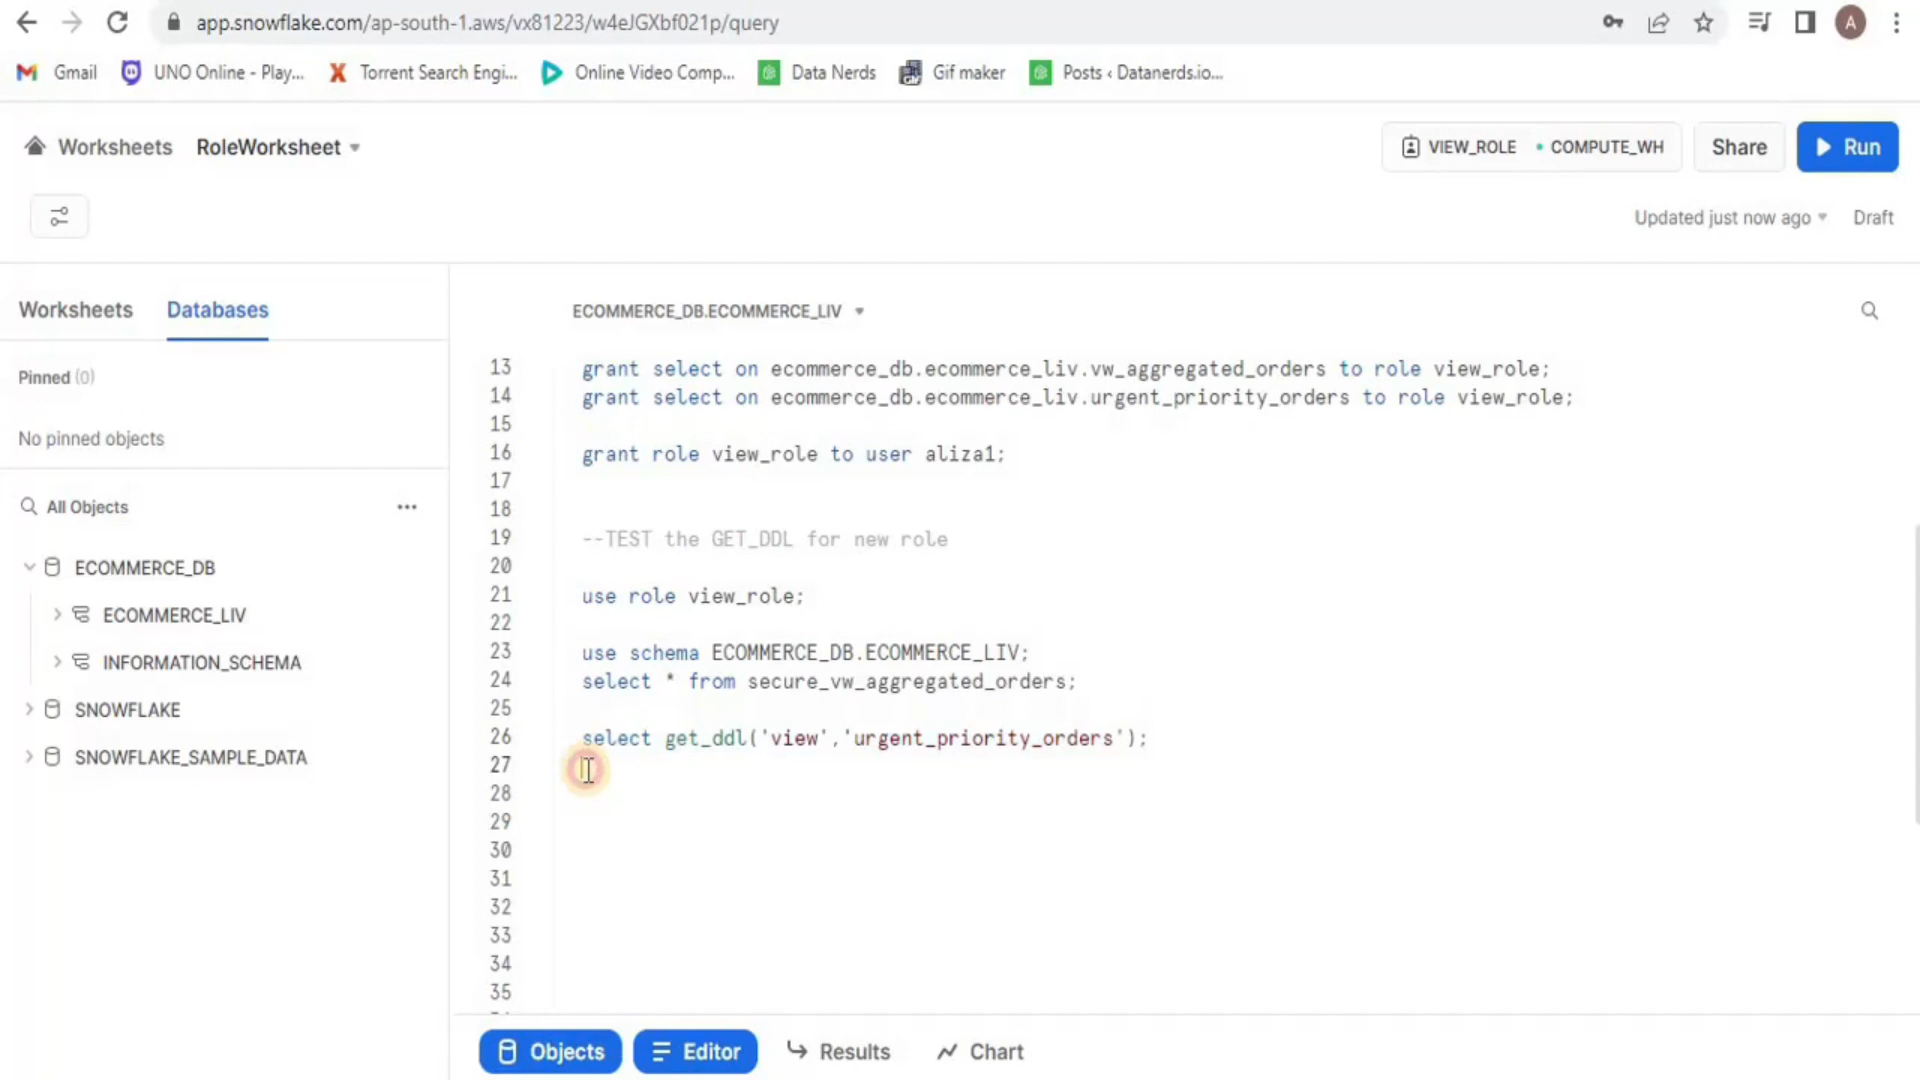 app.snowflake.com/ap-south-1.aws/vx81223/w4eJGXbf021p/query
A
Gmail
UNO Online - Play...
Torrent Search Engi...
Online Video Comp...
Data Nerds
Gif maker
Posts ‹ Datanerds.io...
Worksheets
RoleWorksheet
VIEW_ROLE
COMPUTE_WH
Share
Run
Updated just now ago
Draft
Worksheets
Databases
Pinned (0)
No pinned objects
All Objects
ECOMMERCE_DB
ECOMMERCE_LIV
INFORMATION_SCHEMA
SNOWFLAKE
SNOWFLAKE_SAMPLE_DATA
ECOMMERCE_DB.ECOMMERCE_LIV
13 grant select on ecommerce_db.ecommerce_liv.vw_aggregated_orders to role view_role;
14 grant select on ecommerce_db.ecommerce_liv.urgent_priority_orders to role view_role;
15
16 grant role view_role to user aliza1;
17
18
19 --TEST the GET_DDL for new role
20
21 use role view_role;
22
23 use schema ECOMMERCE_DB.ECOMMERCE_LIV;
24 select * from secure_vw_aggregated_orders;
25
26 select get_ddl('view','urgent_priority_orders');
27
28
29
30
31
32
33
34
35
Objects
Editor
Results
Chart